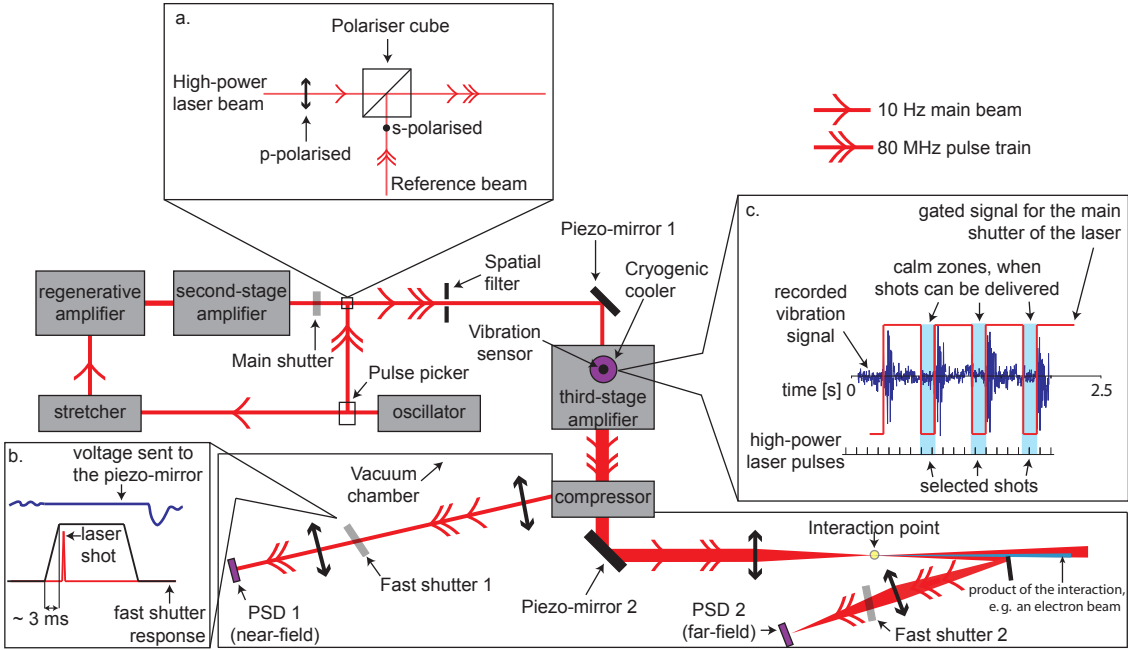 a.
Polariser cube
High-power
laser beam
s-polarised
p-polarised
Reference beam
10 Hz main beam
80 MHz pulse train
Piezo-mirror 1
Spatial
filter
Cryogenic
cooler
regenerative
amplifier
second-stage
amplifier
Main shutter
Vibration
sensor
Pulse picker
stretcher
oscillator
third-stage
amplifier
c.
gated signal for the main
shutter of the laser
calm zones, when
shots can be delivered
recorded
vibration
signal
time [s]
0
2.5
high-power
laser pulses
selected shots
b.
voltage sent to
the piezo-mirror
laser
shot
~ 3 ms
fast shutter
response
Vacuum
chamber
compressor
Fast shutter 1
PSD 1
(near-field)
Piezo-mirror 2
Interaction point
PSD 2
(far-field)
Fast shutter 2
product of the interaction,
e. g. an electron beam